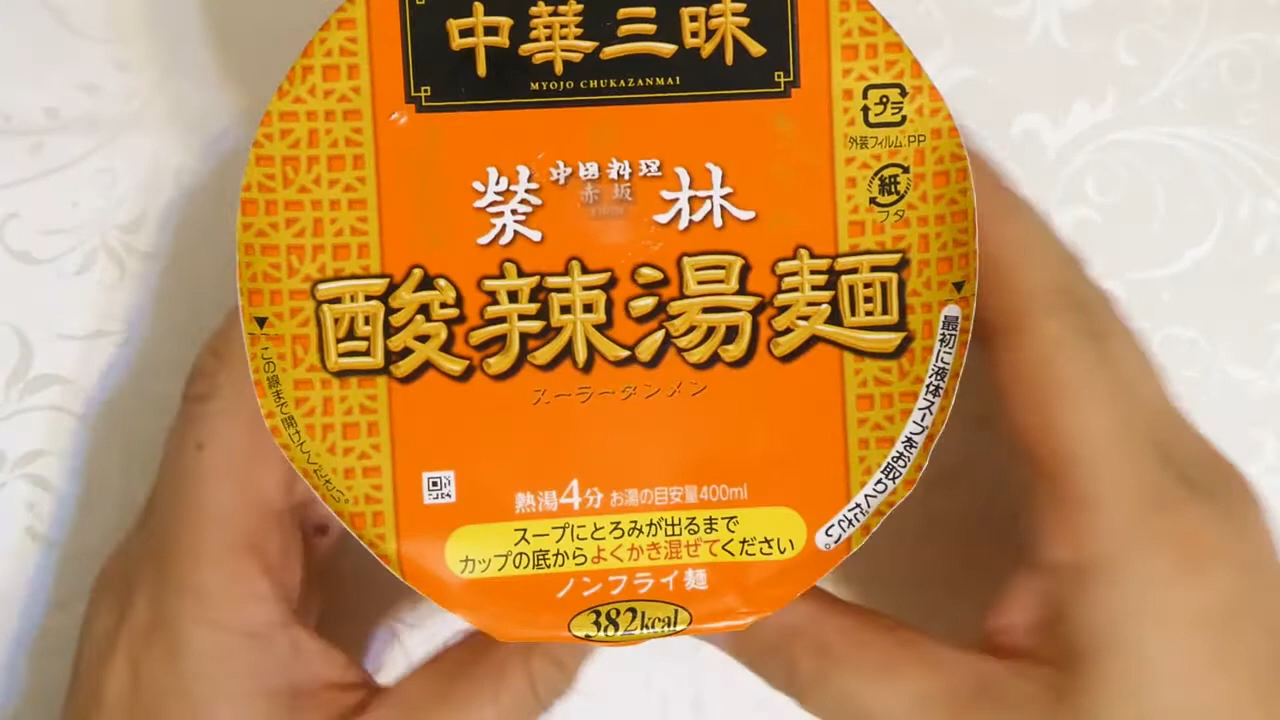 中華三昧
MYOJO CHUKAZANMAI
プラ
外装フィルム:PP
紙
フタ
中国料理
榮林
赤坂
酸辣湯麺
スーラータンメン
この線まで開けてください。
最初に液体スープをお取りください。
熱湯4分 お湯の目安量400ml
スープにとろみが出るまで
カップの底からよくかき混ぜてください
ノンフライ麺
382kcal